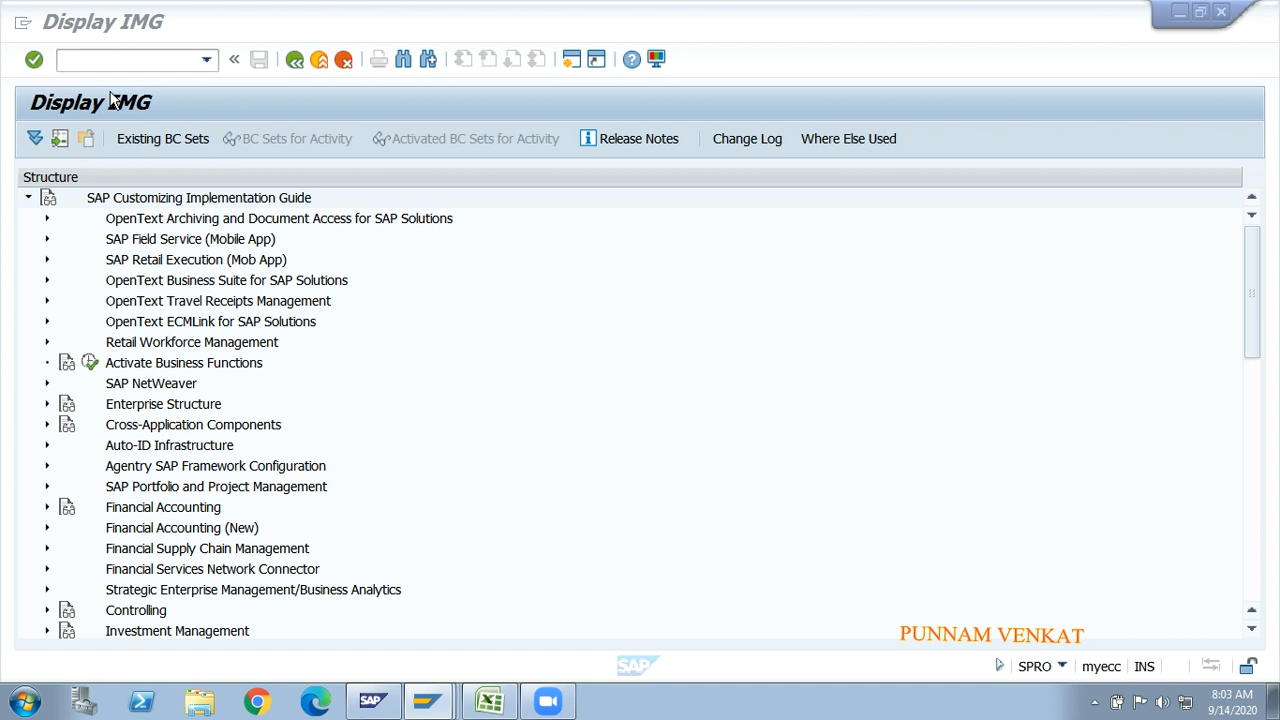 Display IMG
Display IMG
Existing BC Sets BC Sets for Activity Activated BC Sets for Activity Release Notes Change Log Where Else Used
Structure
SAP Customizing Implementation Guide
OpenText Archiving and Document Access for SAP Solutions
SAP Field Service (Mobile App)
SAP Retail Execution (Mob App)
OpenText Business Suite for SAP Solutions
OpenText Travel Receipts Management
OpenText ECMLink for SAP Solutions
Retail Workforce Management
Activate Business Functions
SAP NetWeaver
Enterprise Structure
Cross-Application Components
Auto-ID Infrastructure
Agentry SAP Framework Configuration
SAP Portfolio and Project Management
Financial Accounting
Financial Accounting (New)
Financial Supply Chain Management
Financial Services Network Connector
Strategic Enterprise Management/Business Analytics
Controlling
Investment Management
PUNNAM VENKAT
SAP SPRO myecc INS
SAP
8:03 AM
9/14/2020